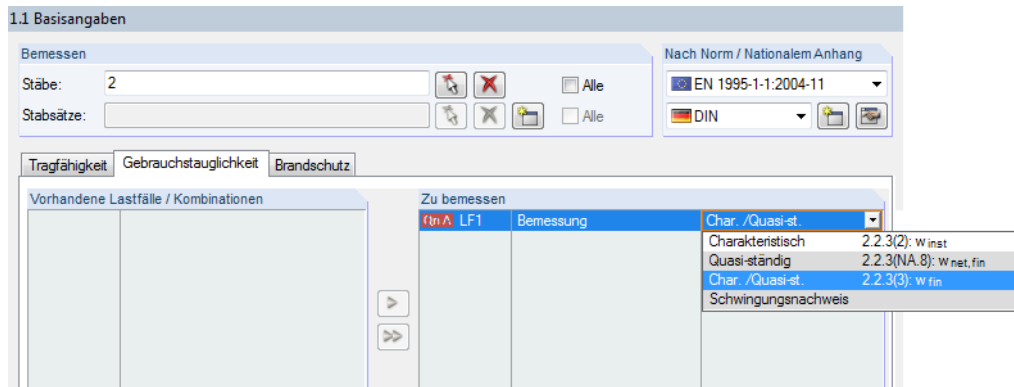 1.1 Basisangaben
Bemessen
Nach Norm / Nationalem Anhang
Stäbe: 2 Alle
EN 1995-1-1:2004-11
Stabsätze: Alle
DIN
Tragfähigkeit Gebrauchstauglichkeit Brandschutz
Vorhandene Lastfälle / Kombinationen
Zu bemessen
LF1 Bemessung Char. /Quasi-st.
Charakteristisch 2.2.3(2): w inst
Quasi-ständig 2.2.3(NA.8): w net,fin
Char. /Quasi-st. 2.2.3(3): w fin
Schwingungsnachweis
>
>>